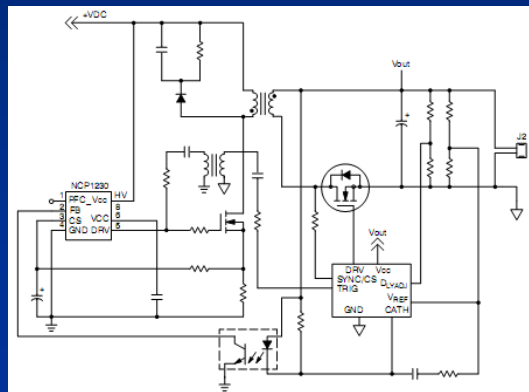 +VDC
Vout
J2
NCP1230
1 PFC_Vcc HV 8
2 FB
3 CS VCC 6
4 GND DRV 5
Vout
DRV Vcc
SYNC/CS DLYADJ
TRIG
VREF
GND CATH